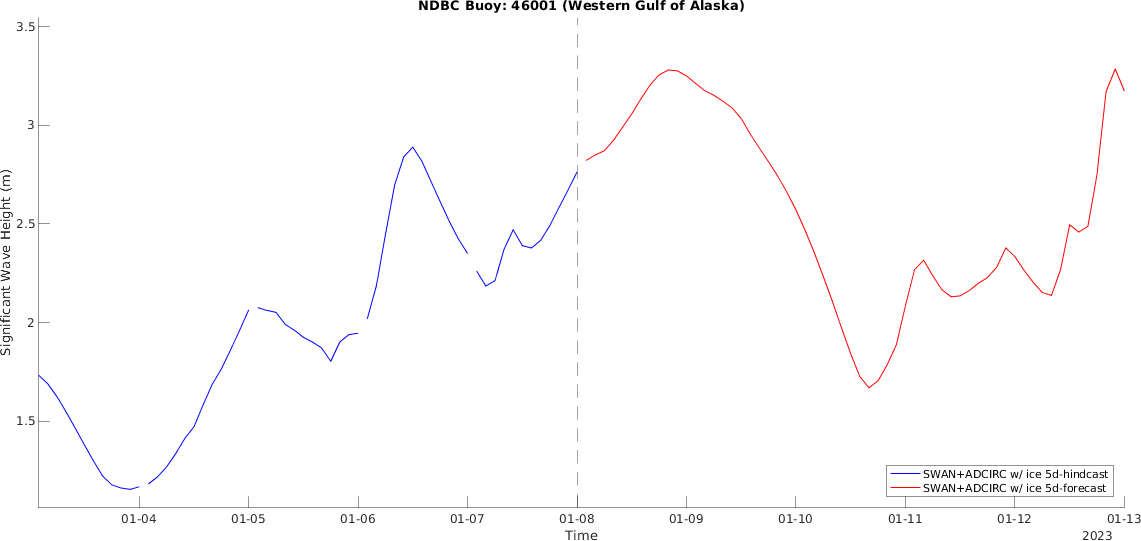 NDBC Buoy: 46001 (Western Gulf of Alaska)
3.5
3
2.5
2
1.5
Significant Wave Height (m)
SWAN+ADCIRC w/ ice 5d-hindcast
SWAN+ADCIRC w/ ice 5d-forecast
01-04 01-05 01-06 01-07 01-08 01-09 01-10 01-11 01-12 01-13
Time
2023